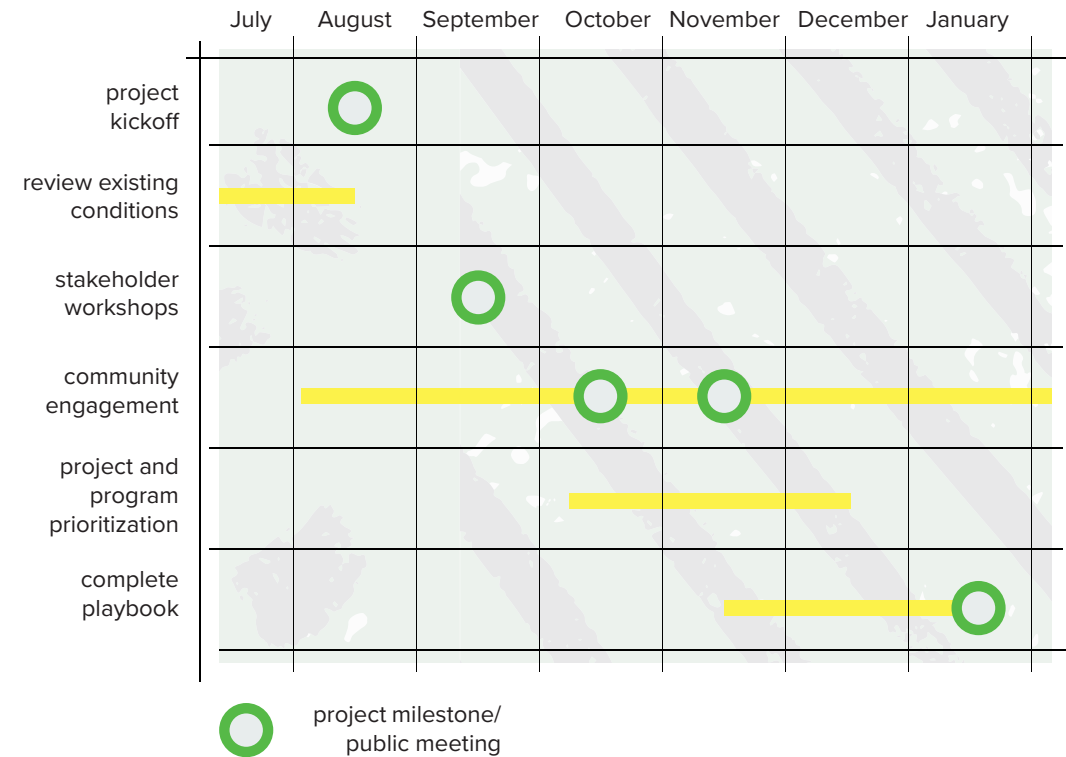 July August September October November December January
project
kickoff
review existing
conditions
stakeholder
workshops
community
engagement
project and
program
prioritization
complete
playbook
project milestone/
public meeting